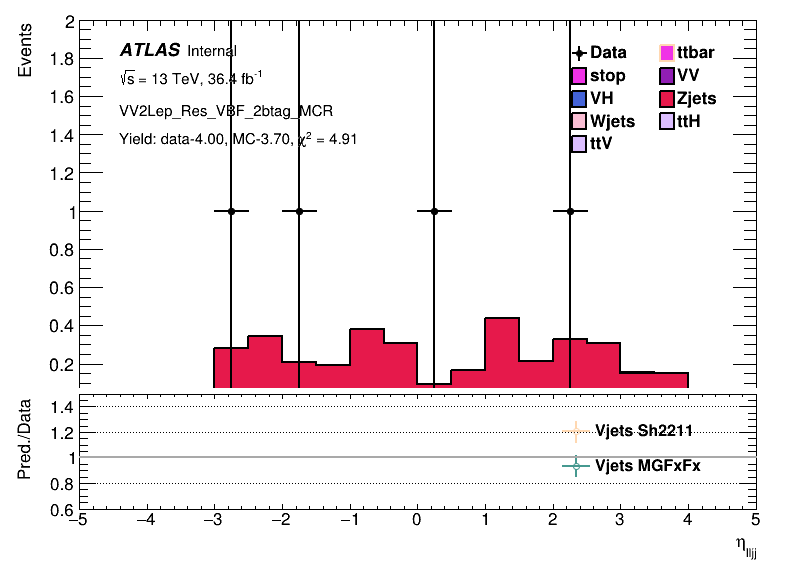 Events
2
1.8
1.6
1.4
1.2
1
0.8
0.6
0.4
0.2
ATLAS Internal
√s = 13 TeV, 36.4 fb⁻¹
VV2Lep_Res_VBF_2btag_MCR
Yield: data-4.00, MC-3.70, χ² = 4.91
Data ttbar
stop VV
VH Zjets
Wjets ttH
ttV
Pred./Data
1.4
1.2
1
0.8
0.6
Vjets Sh2211
Vjets MGFxFx
−5 −4 −3 −2 −1 0 1 2 3 4 5
η_lljj